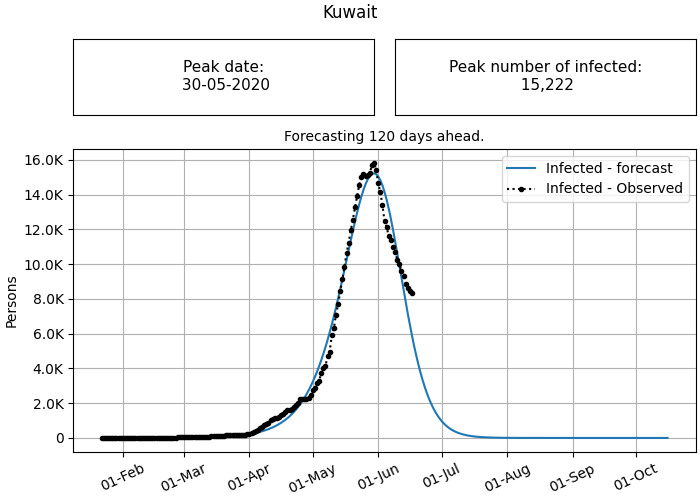 Kuwait
Peak date:
30-05-2020
Peak number of infected:
15,222
Forecasting 120 days ahead.
16.0K
14.0K
12.0K
10.0K
8.0K
6.0K
4.0K
2.0K
0
Persons
Infected - forecast
Infected - Observed
01-Feb
01-Mar
01-Apr
01-May
01-Jun
01-Jul
01-Aug
01-Sep
01-Oct